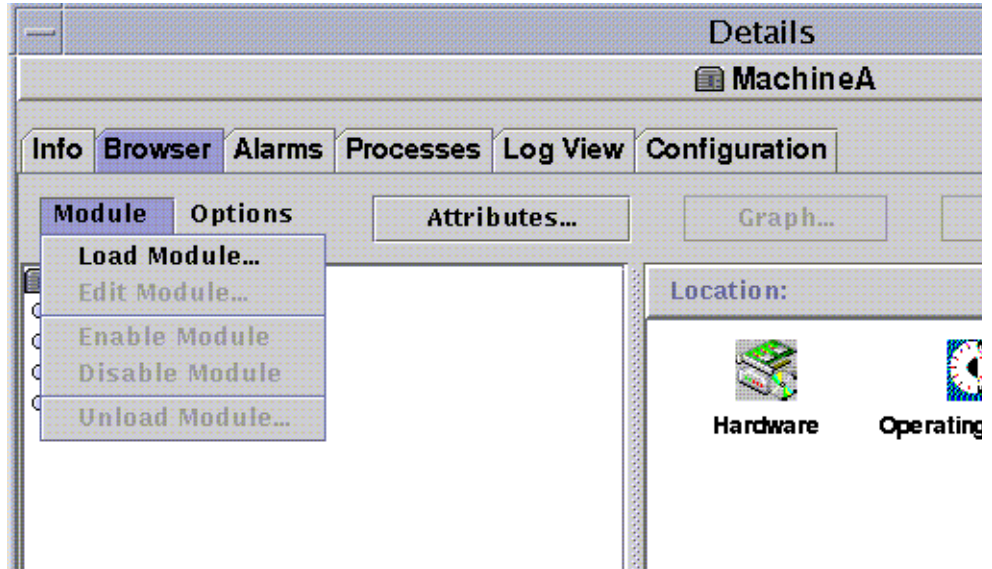 Details
MachineA
Info Browser Alarms Processes Log View Configuration
Module Options Attributes... Graph...
Load Module...
Edit Module...
Location:
Enable Module
Disable Module
Unload Module...
Hardware Operating